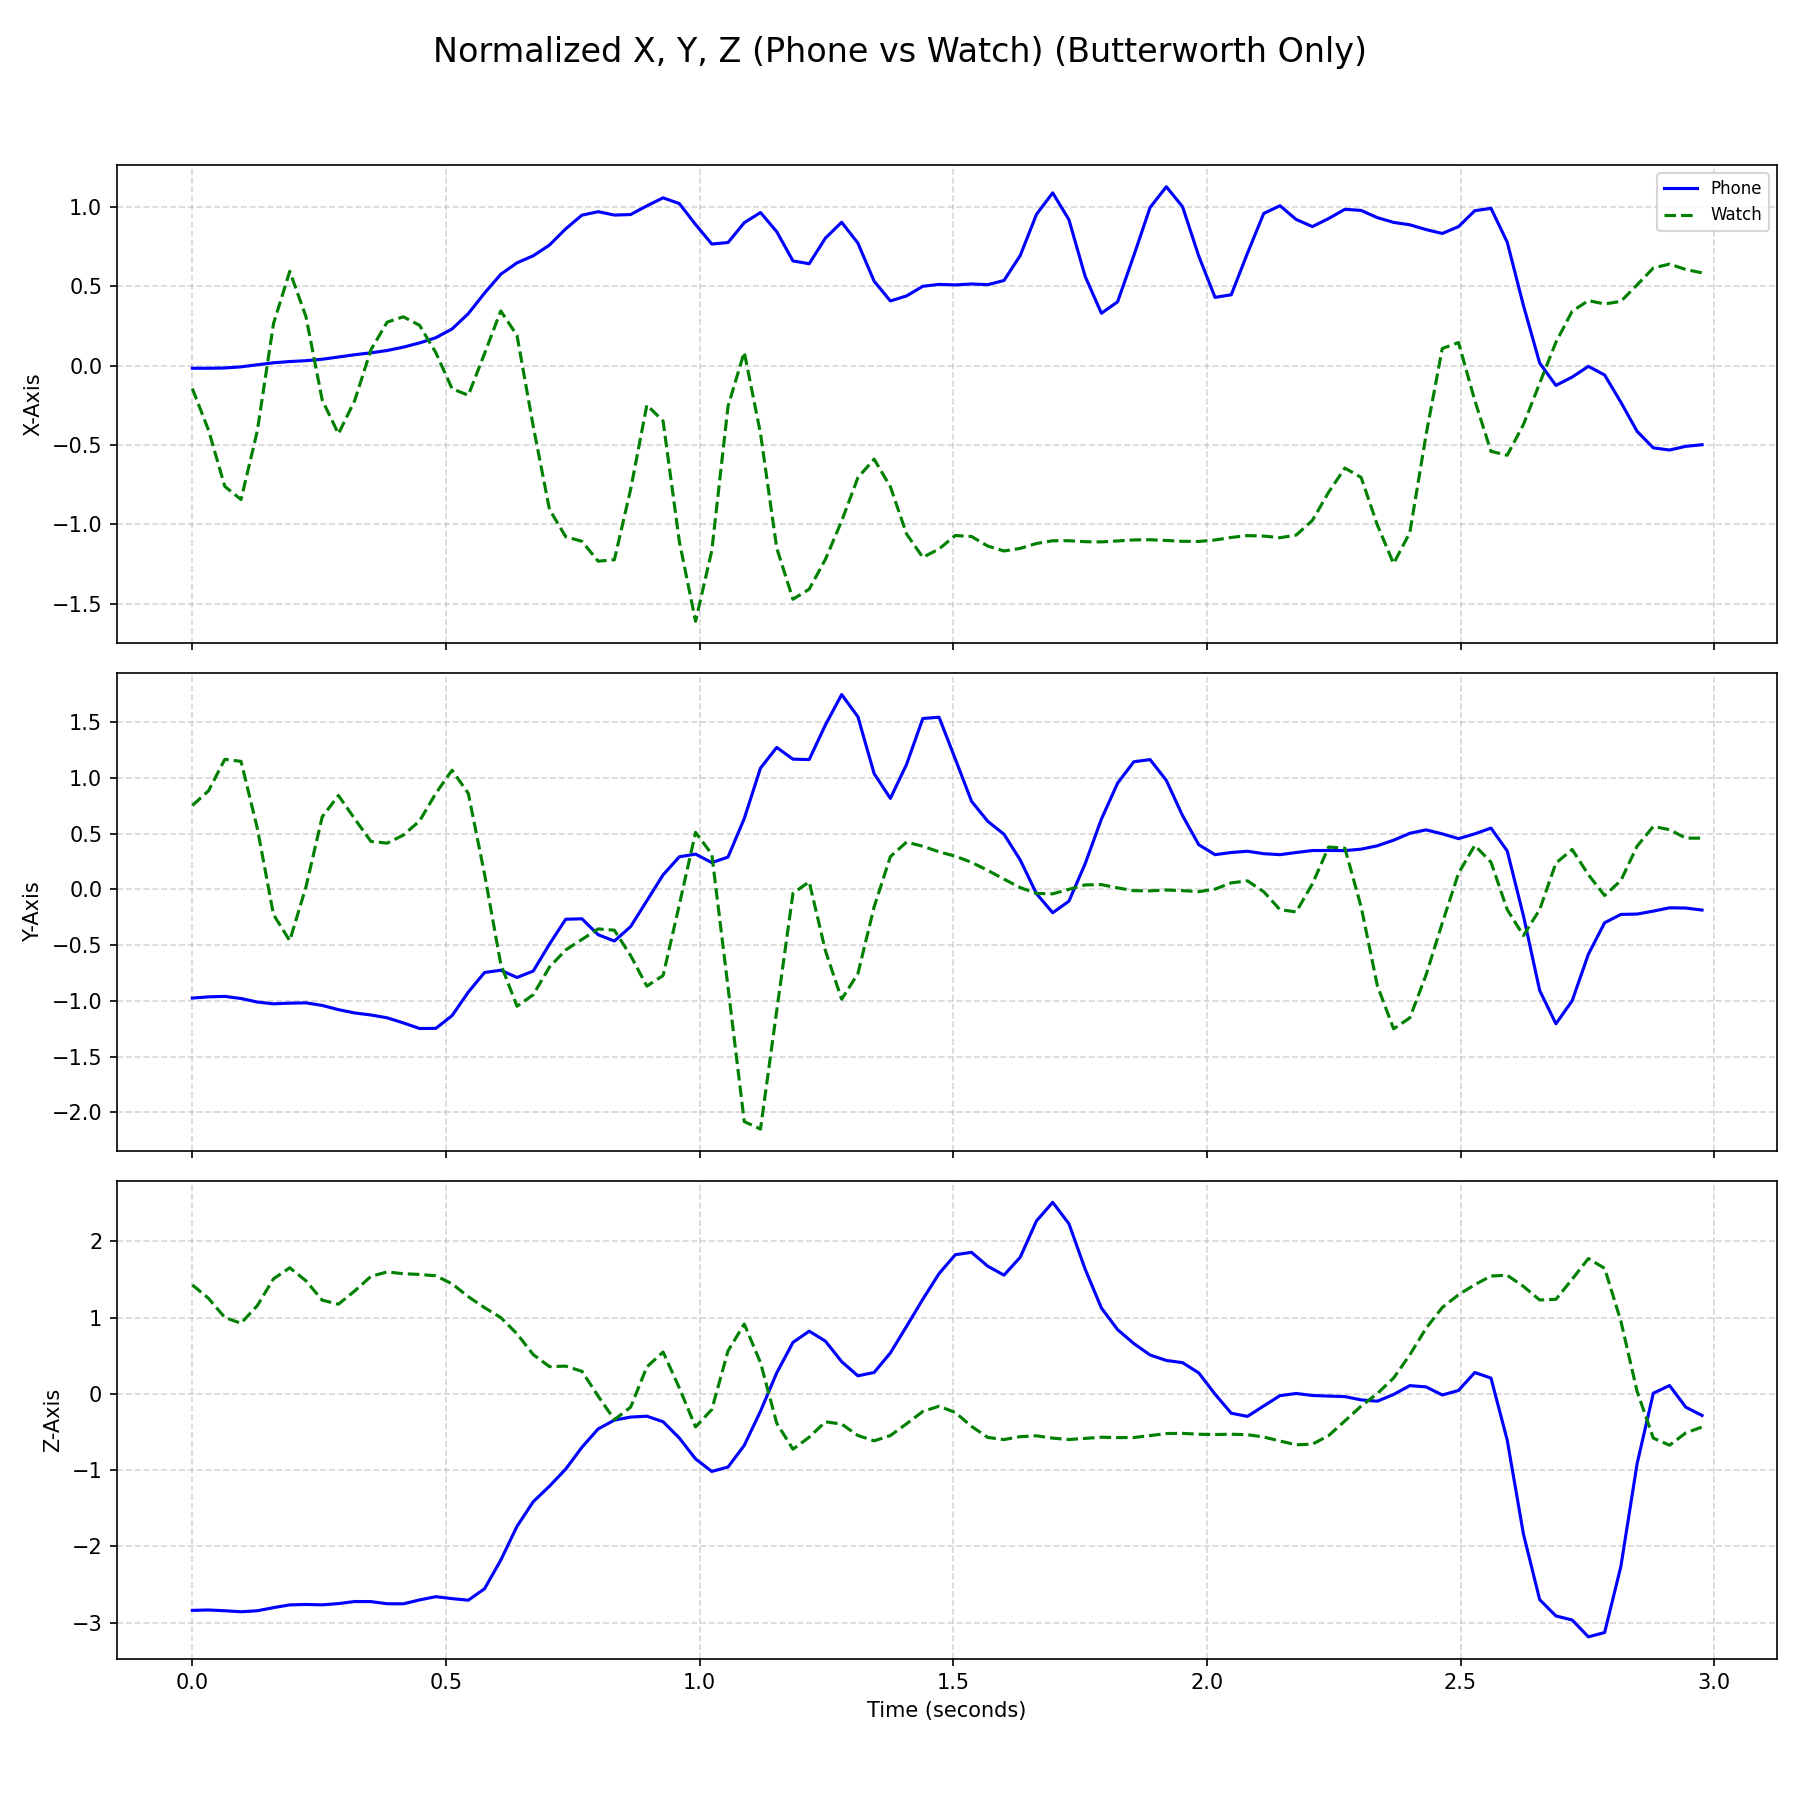 Normalized X, Y, Z (Phone vs Watch) (Butterworth Only)
Phone
Watch
1.0
0.5
0.0
−0.5
−1.0
−1.5
X-Axis
1.5
1.0
0.5
0.0
−0.5
−1.0
−1.5
−2.0
Y-Axis
2
1
0
−1
−2
−3
Z-Axis
0.0 0.5 1.0 1.5 2.0 2.5 3.0
Time (seconds)